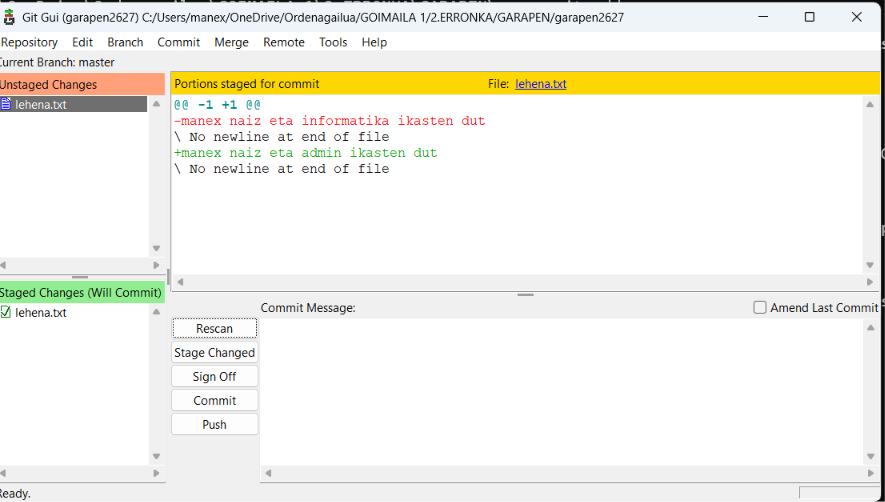 Git Gui (garapen2627) C:/Users/manex/OneDrive/Ordenagailua/GOIMAILA 1/2.ERRONKA/GARAPEN/garapen2627
Repository Edit Branch Commit Merge Remote Tools Help
Current Branch: master
Unstaged Changes
lehena.txt
Portions staged for commit File: lehena.txt
@@ -1 +1 @@
-manex naiz eta informatika ikasten dut
\ No newline at end of file
+manex naiz eta admin ikasten dut
\ No newline at end of file
Staged Changes (Will Commit)
lehena.txt
Commit Message: Amend Last Commit
Rescan
Stage Changed
Sign Off
Commit
Push
Ready.